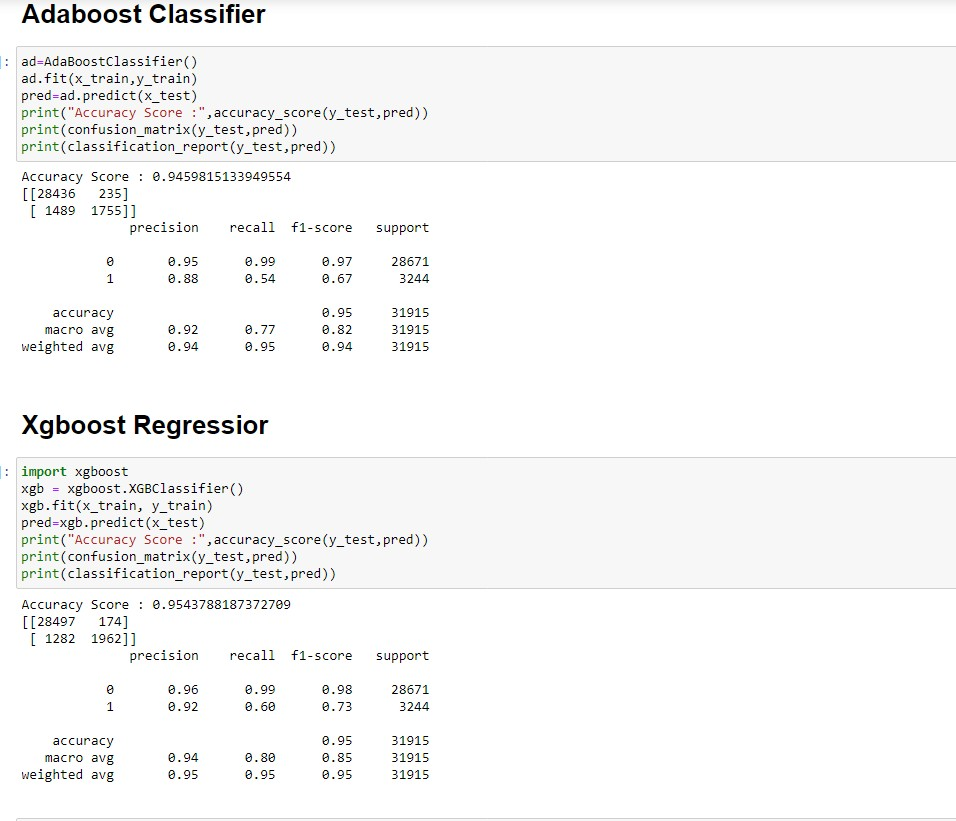 Adaboost Classifier
]: ad=AdaBoostClassifier()
ad.fit(x_train,y_train)
pred=ad.predict(x_test)
print("Accuracy Score :",accuracy_score(y_test,pred))
print(confusion_matrix(y_test,pred))
print(classification_report(y_test,pred))
Accuracy Score : 0.9459815133949554
[[28436   235]
 [ 1489  1755]]
              precision    recall  f1-score   support
           0       0.95      0.99      0.97     28671
           1       0.88      0.54      0.67      3244
    accuracy                           0.95     31915
   macro avg       0.92      0.77      0.82     31915
weighted avg       0.94      0.95      0.94     31915
Xgboost Regressior
]: import xgboost
xgb = xgboost.XGBClassifier()
xgb.fit(x_train, y_train)
pred=xgb.predict(x_test)
print("Accuracy Score :",accuracy_score(y_test,pred))
print(confusion_matrix(y_test,pred))
print(classification_report(y_test,pred))
Accuracy Score : 0.9543788187372709
[[28497   174]
 [ 1282  1962]]
              precision    recall  f1-score   support
           0       0.96      0.99      0.98     28671
           1       0.92      0.60      0.73      3244
    accuracy                           0.95     31915
   macro avg       0.94      0.80      0.85     31915
weighted avg       0.95      0.95      0.95     31915